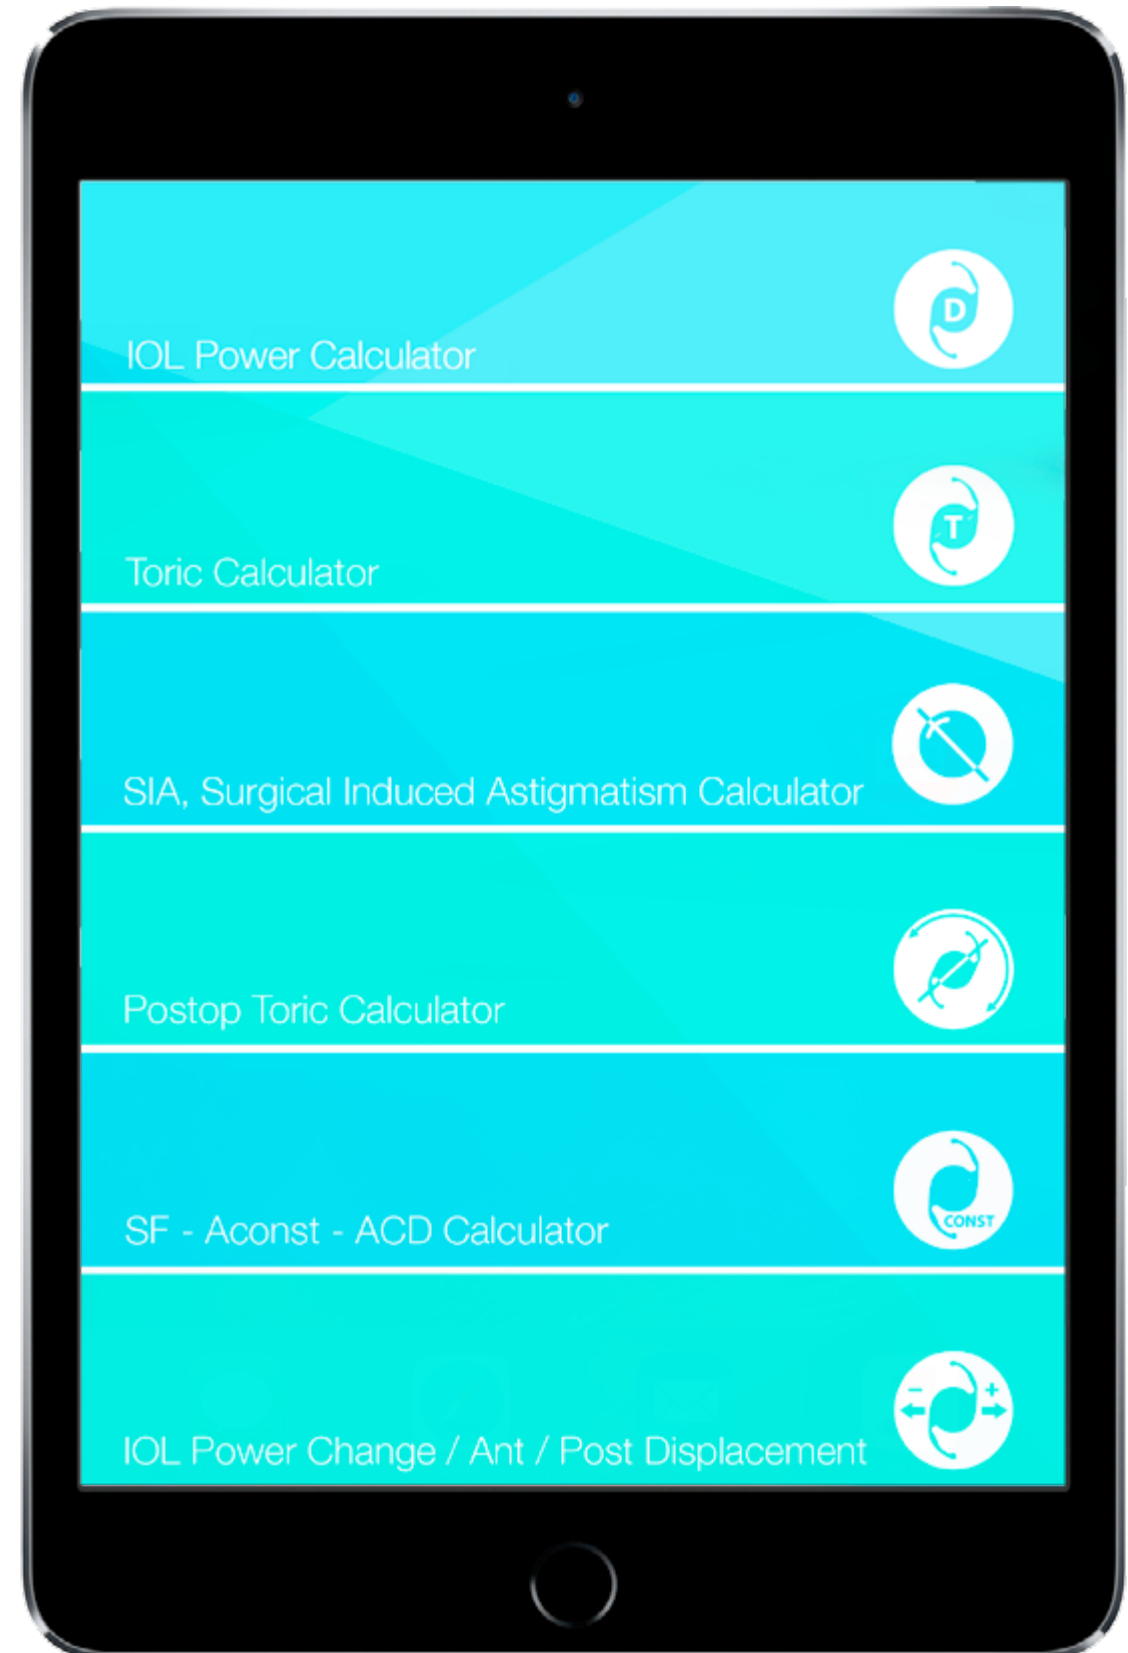 IOL Power Calculator
D
Toric Calculator
T
SIA, Surgical Induced Astigmatism Calculator
Postop Toric Calculator
SF - Aconst - ACD Calculator
CONST
IOL Power Change / Ant / Post Displacement
- +